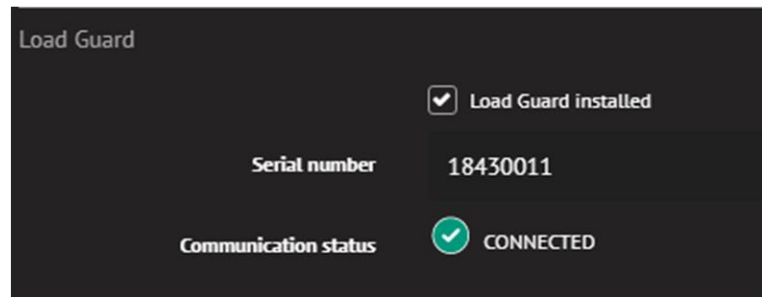 Load Guard
Load Guard installed
Serial number 18430011
Communication status CONNECTED